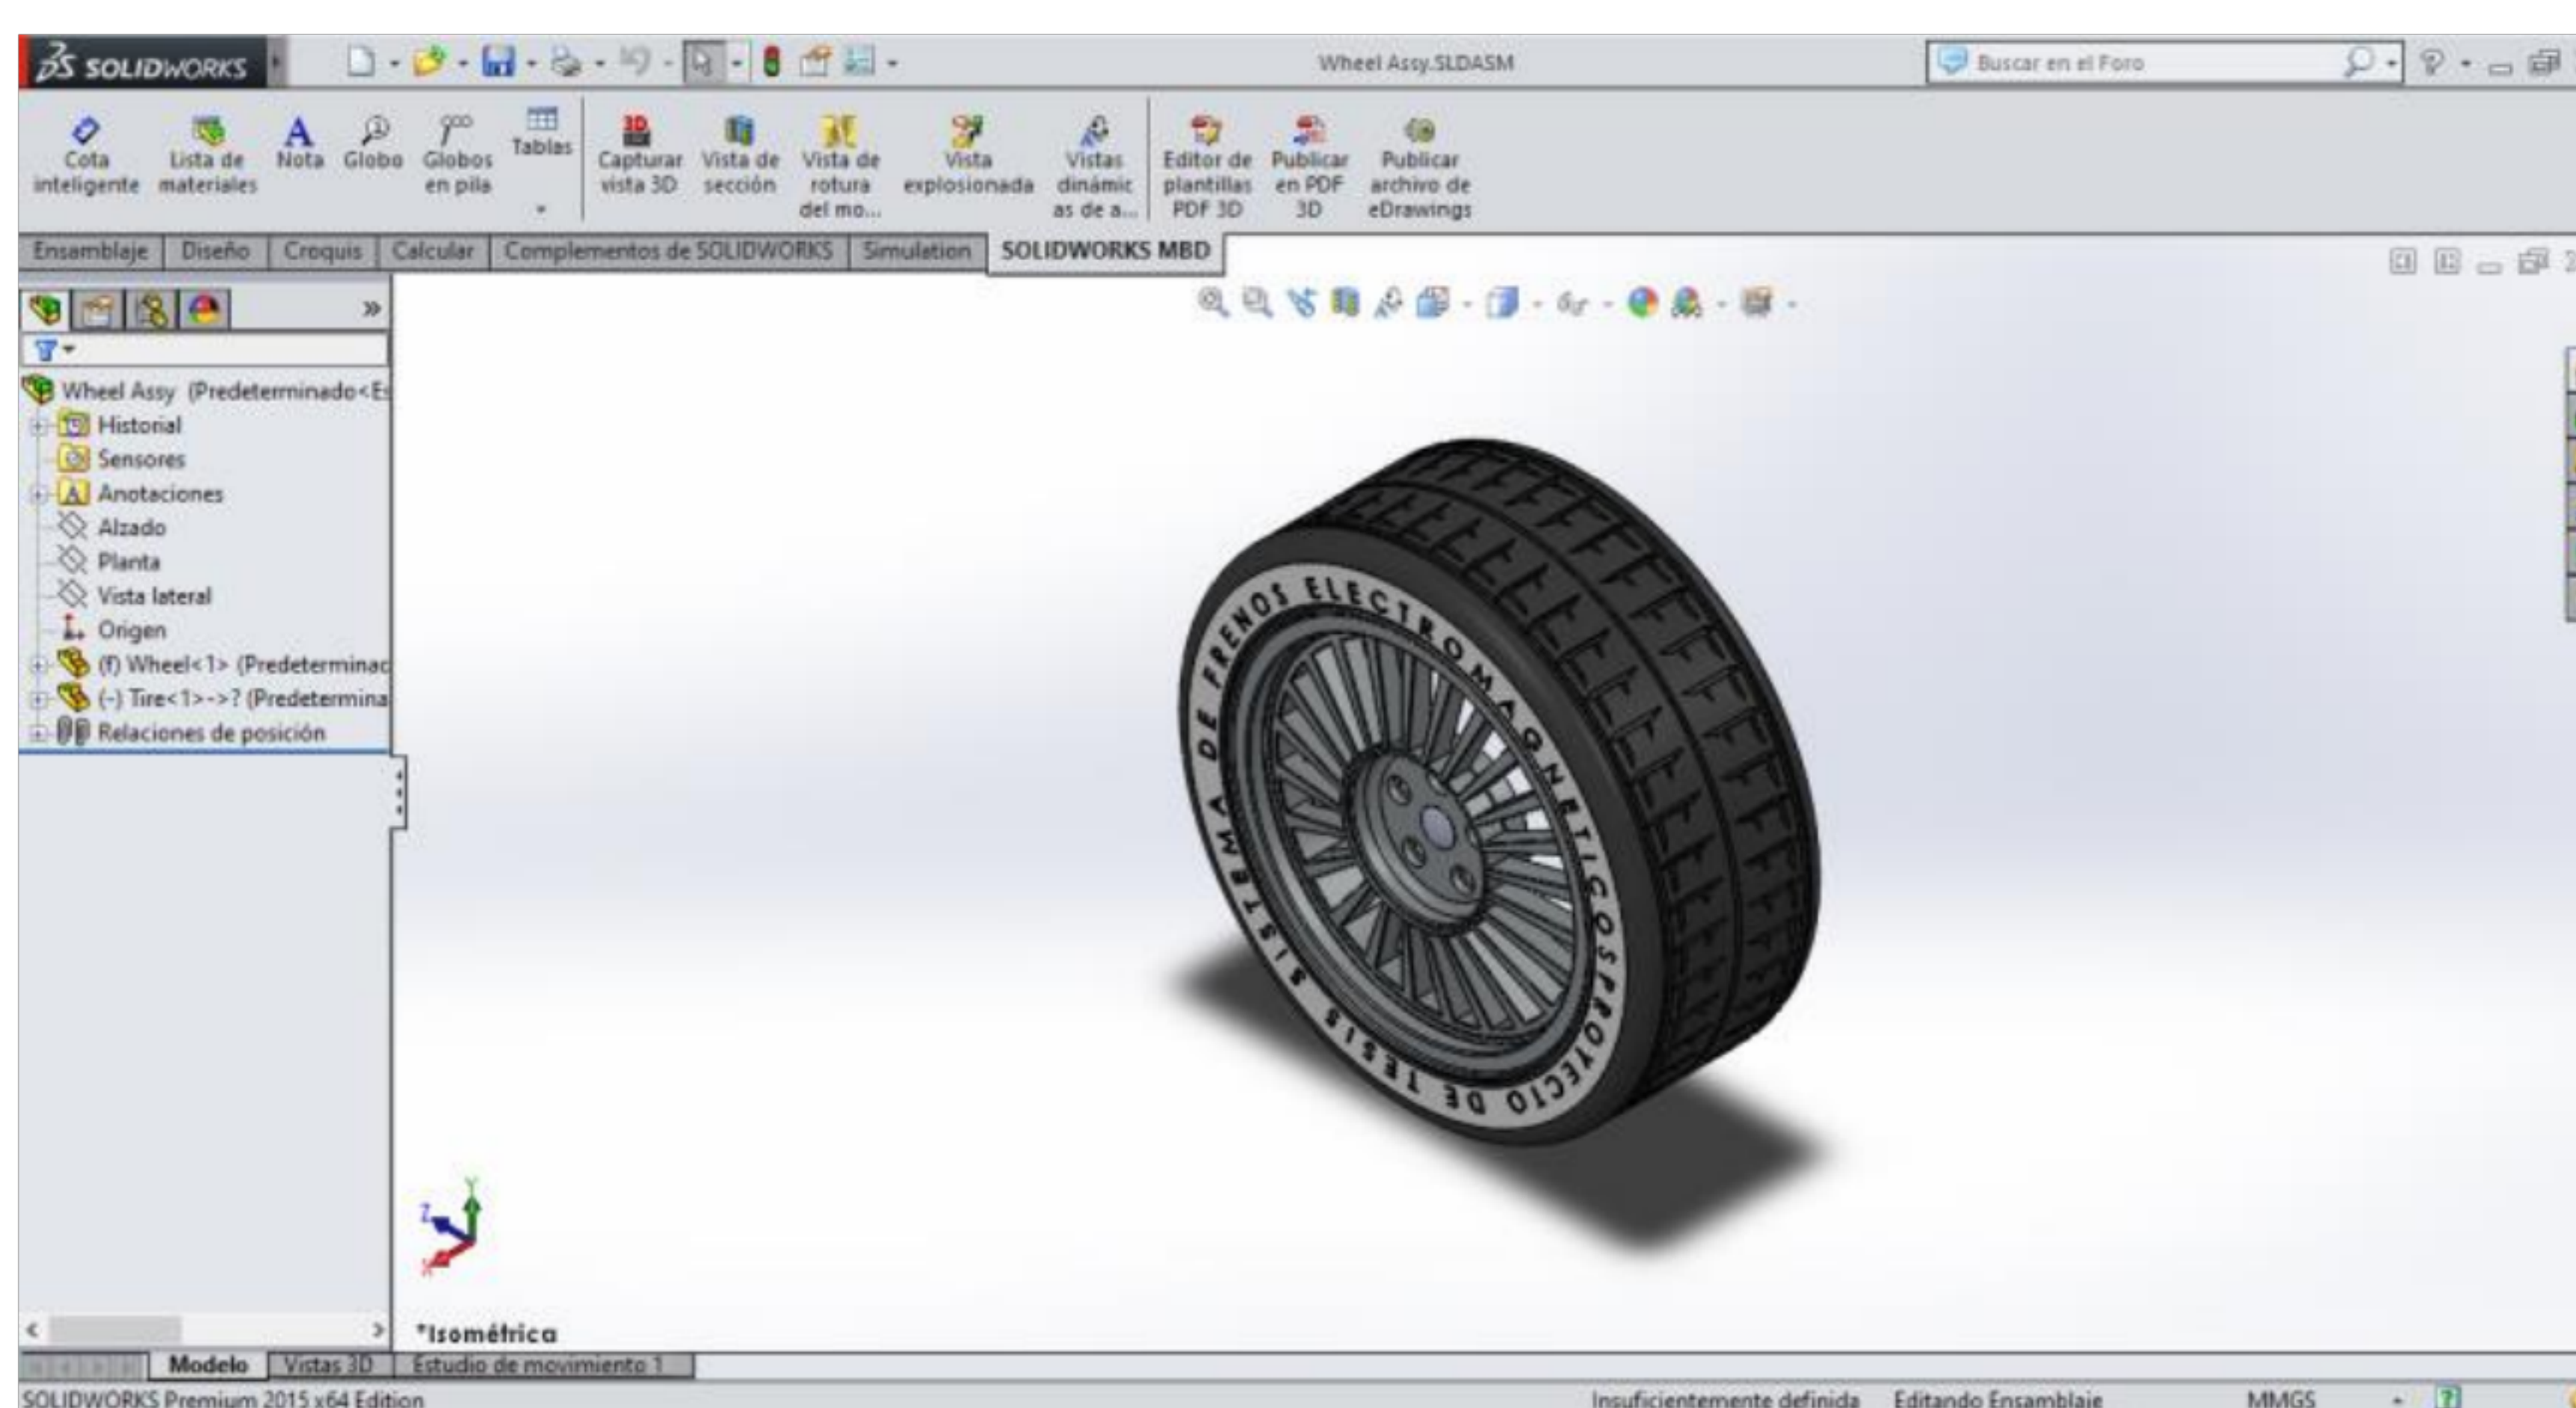 SOLIDWORKS
Wheel Assy.SLDASM
Buscar en el Foro
Cota inteligente
Lista de materiales
Nota
Globo
Globos en pila
Tablas
Capturar vista 3D
Vista de sección
Vista de rotura del mo...
Vista explosionada
Vistas dinámic as de a...
Editor de plantillas PDF 3D
Publicar en PDF 3D
Publicar archivo de eDrawings
Ensamblaje
Diseño
Croquis
Calcular
Complementos de SOLIDWORKS
Simulation
SOLIDWORKS MBD
Wheel Assy (Predeterminado<Es
Historial
Sensores
Anotaciones
Alzado
Planta
Vista lateral
Origen
(f) Wheel<1> (Predeterminac
(-) Tire<1>->? (Predetermina
Relaciones de posición
SISTEMA DE FRENOS ELECTROMAGNETICOS
PROYECTO DE TESIS
Y
Z
X
*Isométrica
Modelo
Vistas 3D
Estudio de movimiento 1
SOLIDWORKS Premium 2015 x64 Edition
Insuficientemente definida
Editando Ensamblaje
MMGS